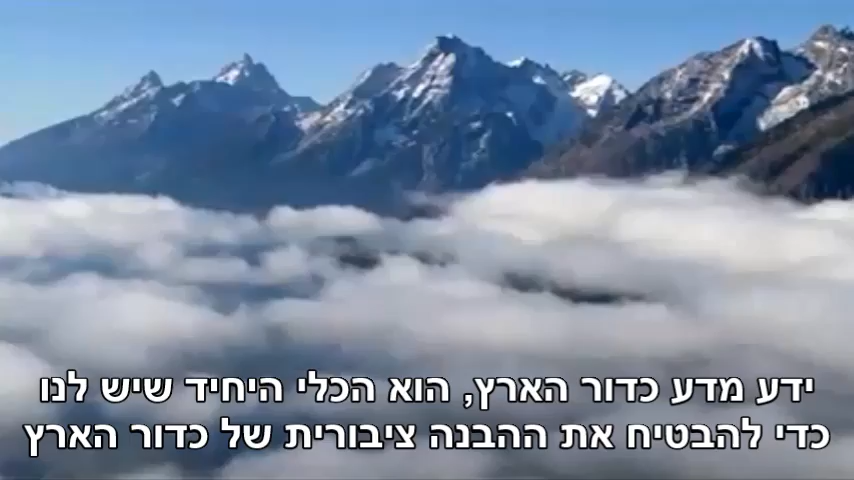 ידע מדע כדור הארץ, הוא הכלי היחיד שיש לנו
כדי להבטיח את ההבנה ציבורית של כדור הארץ